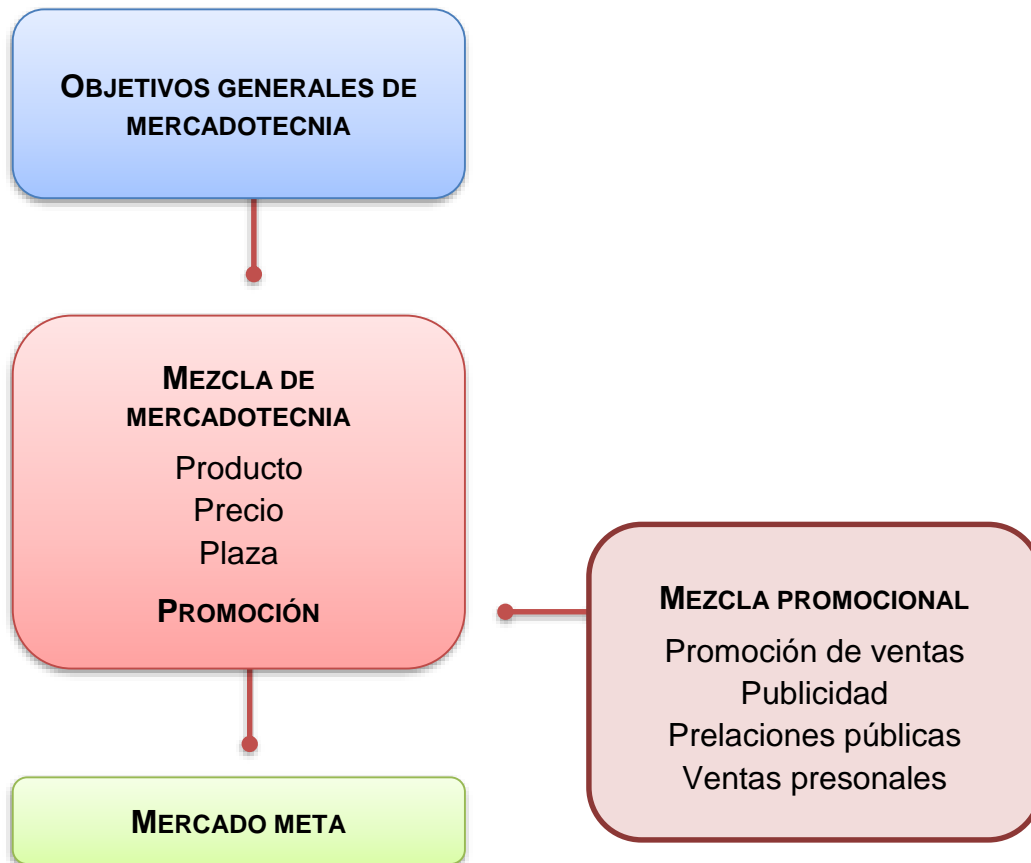 OBJETIVOS GENERALES DE
MERCADOTECNIA
MEZCLA DE
MERCADOTECNIA
Producto
Precio
Plaza
PROMOCIÓN
MEZCLA PROMOCIONAL
Promoción de ventas
Publicidad
Prelaciones públicas
Ventas presonales
MERCADO META